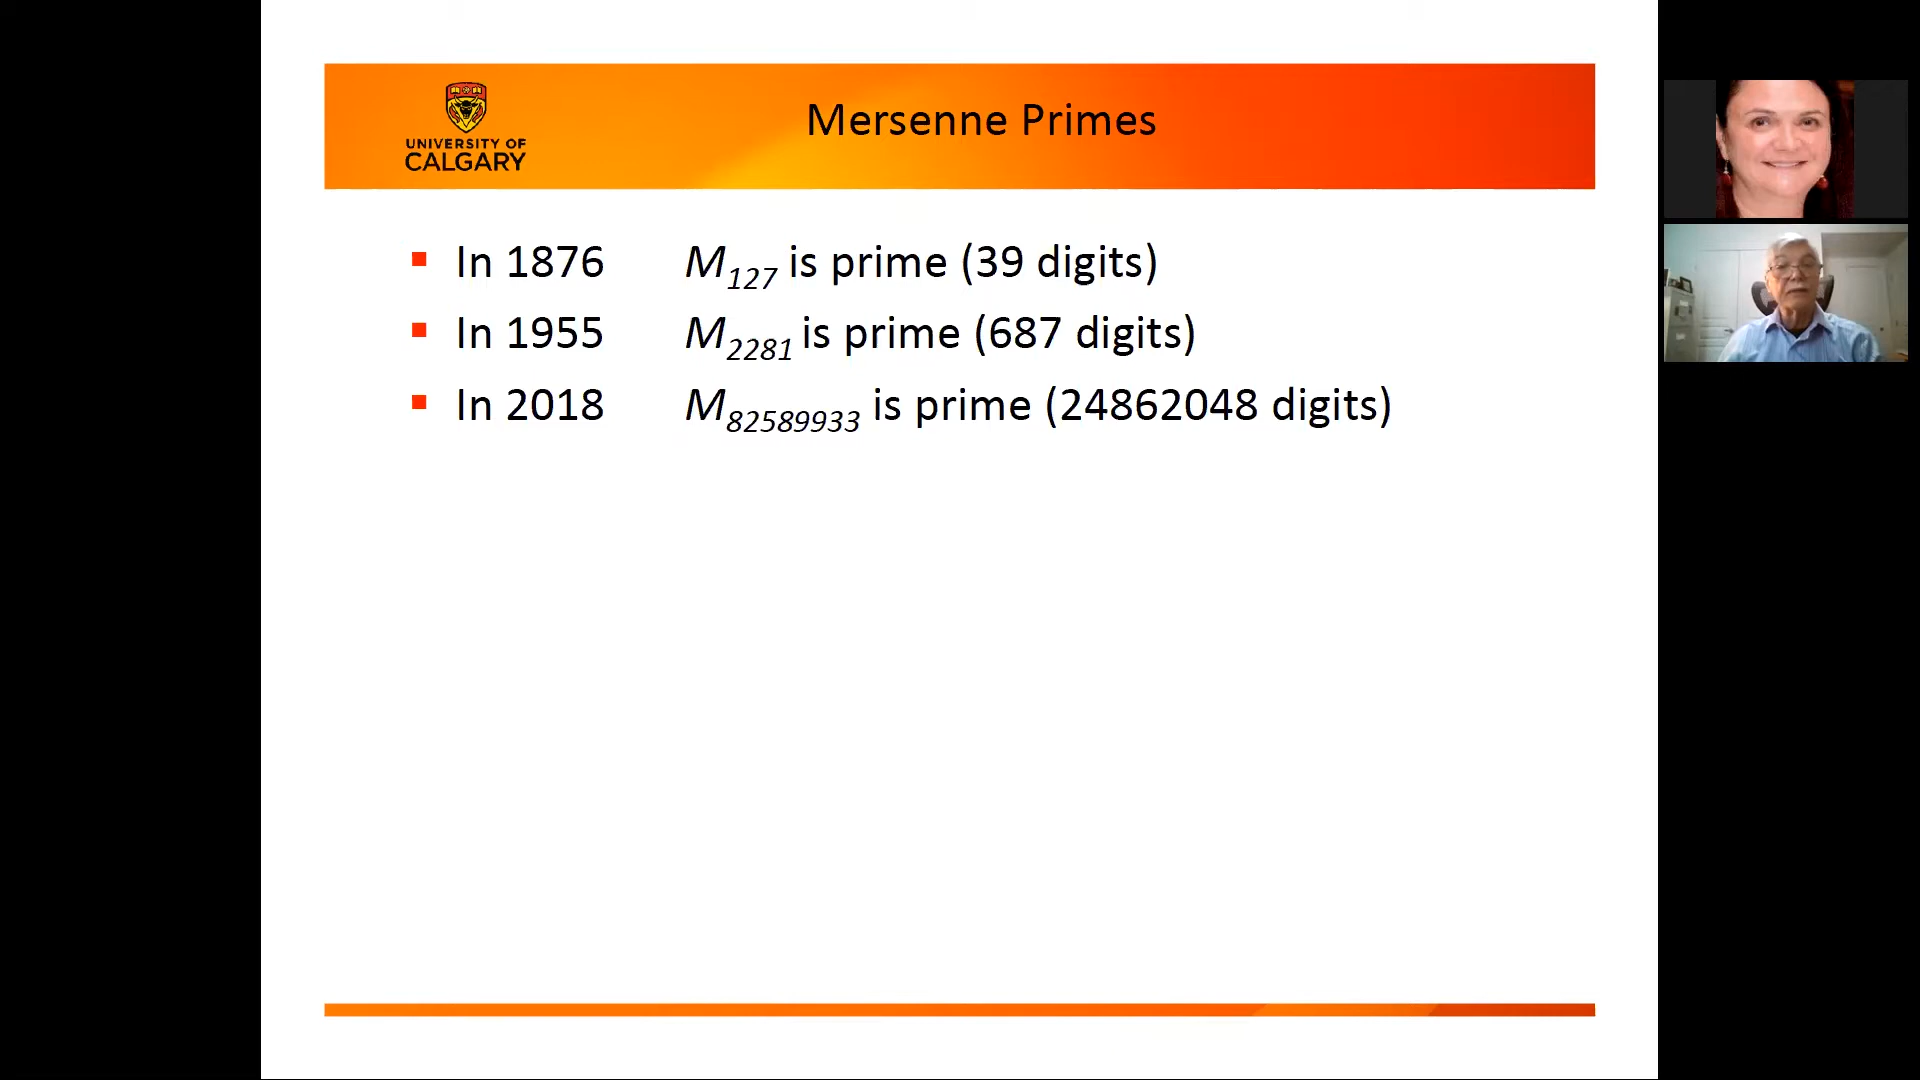 UNIVERSITY OF
CALGARY
Mersenne Primes
In 1876 M127 is prime (39 digits)
In 1955 M2281 is prime (687 digits)
In 2018 M82589933 is prime (24862048 digits)